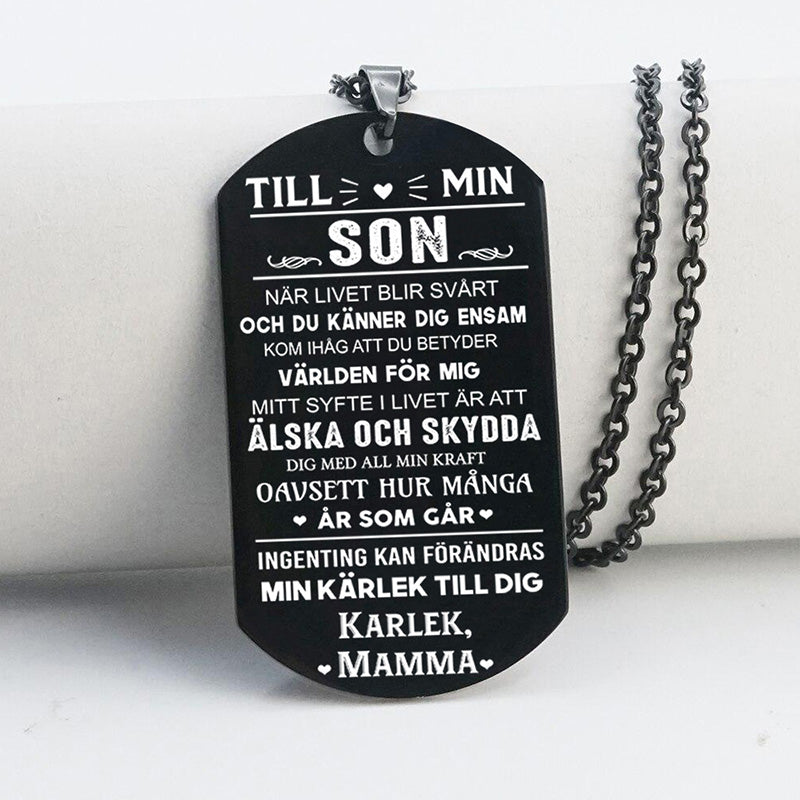 TILL MIN
SON
NÄR LIVET BLIR SVÅRT
OCH DU KÄNNER DIG ENSAM
KOM IHÅG ATT DU BETYDER
VÄRLDEN FÖR MIG
MITT SYFTE I LIVET ÄR ATT
ÄLSKA OCH SKYDDA
DIG MED ALL MIN KRAFT
OAVSETT HUR MÅNGA
ÅR SOM GÅR
INGENTING KAN FÖRÄNDRAS
MIN KÄRLEK TILL DIG
KARLEK,
MAMMA